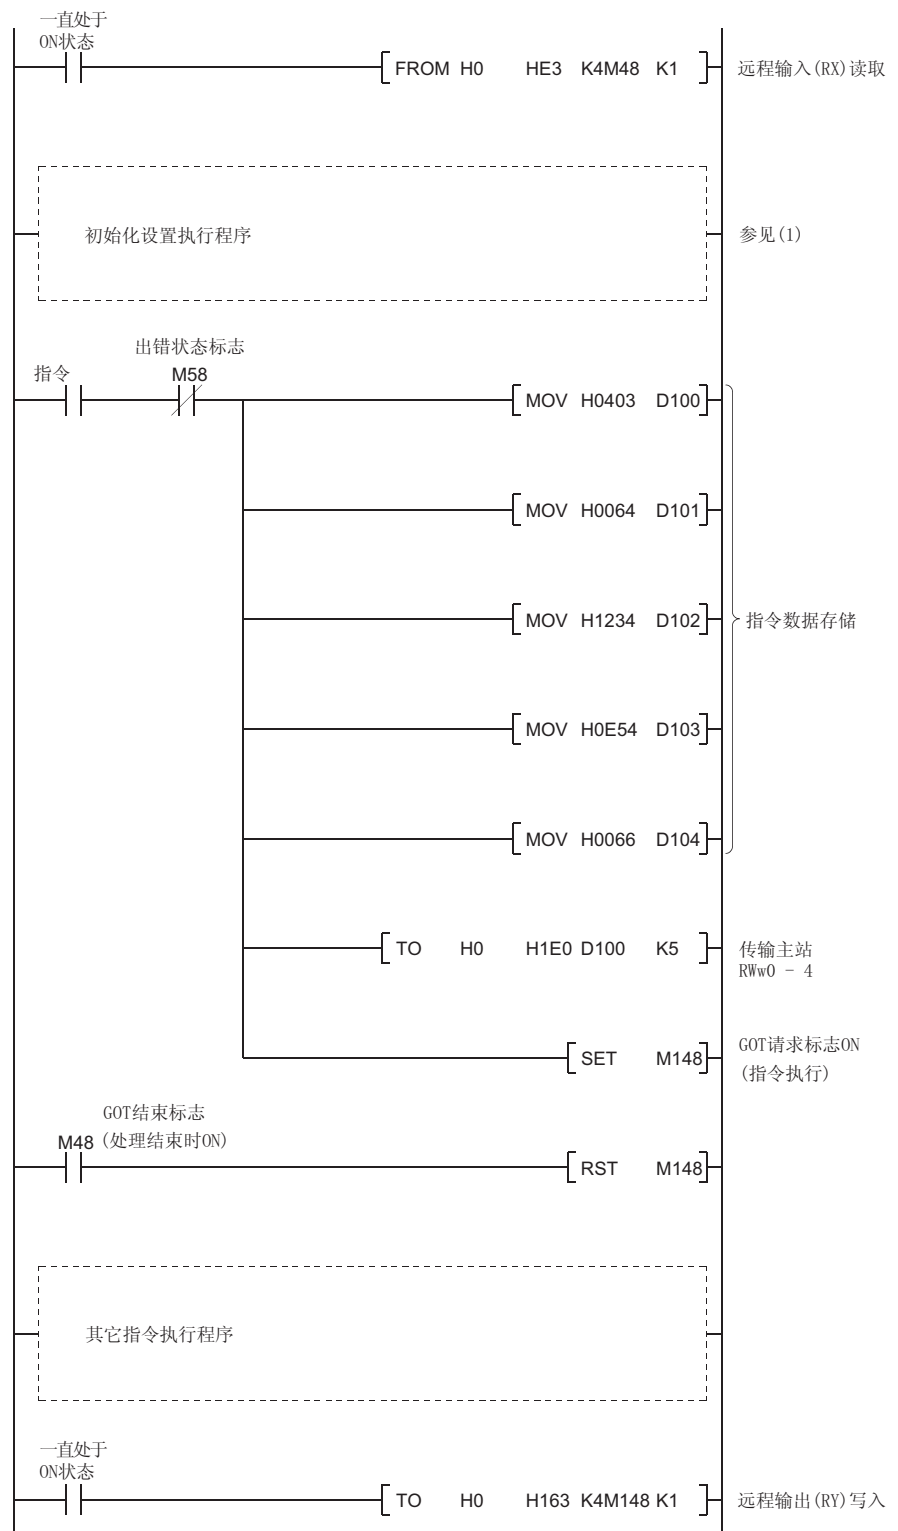 一直处于
ON状态
FROM H0 HE3 K4M48 K1 远程输入(RX)读取
初始化设置执行程序 参见(1)
出错状态标志
指令 M58
MOV H0403 D100
MOV H0064 D101
MOV H1234 D102 指令数据存储
MOV H0E54 D103
MOV H0066 D104
TO H0 H1E0 D100 K5 传输主站
RWw0 - 4
SET M148 GOT请求标志ON
(指令执行)
GOT结束标志
M48 (处理结束时ON)
RST M148
其它指令执行程序
一直处于
ON状态
TO H0 H163 K4M148 K1 远程输出(RY)写入